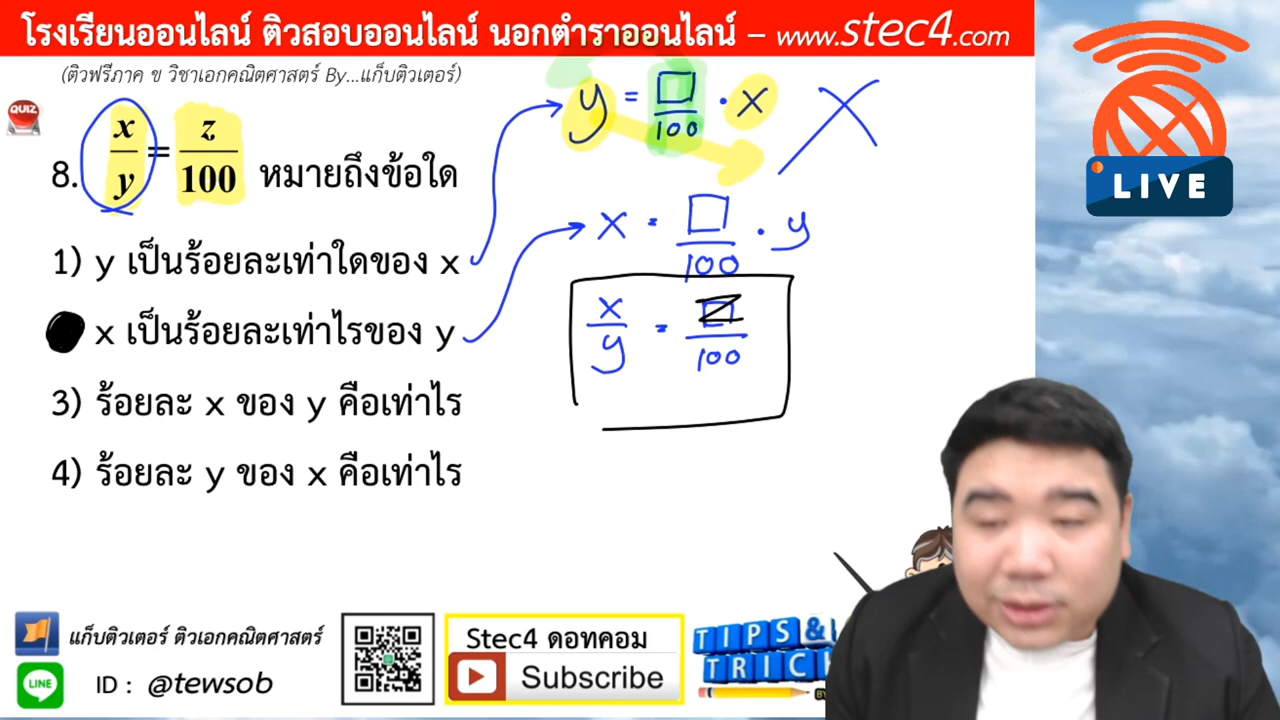 โรงเรียนออนไลน์ ติวสอบออนไลน์ นอกตำราออนไลน์ – www.stec4.com
(ติวฟรีภาค ข วิชาเอกคณิตศาสตร์ By...แก็บติวเตอร์)
QUIZ
8. x/y = z/100 หมายถึงข้อใด
1) y เป็นร้อยละเท่าใดของ x
x เป็นร้อยละเท่าไรของ y
3) ร้อยละ x ของ y คือเท่าไร
4) ร้อยละ y ของ x คือเท่าไร
y = □/100 · x
x = □/100 · y
x/y = □/100
LIVE
แก็บติวเตอร์ ติวเอกคณิตศาสตร์
LINE ID : @tewsob
Stec4 ดอทคอม
Subscribe
TIPS &
TRICK